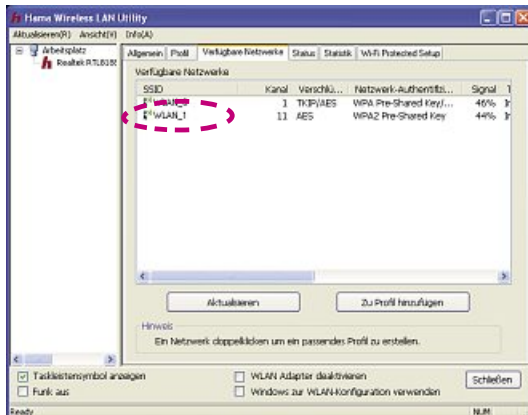 Hama Wireless LAN Utility
Aktualisieren(R) Ansicht(V) Info(A)
Arbeitsplatz
Realtek RTL8188
Allgemein Profil Verfügbare Netzwerke Status Statistik Wi-Fi Protected Setup
Verfügbare Netzwerke
SSID Kanal Verschlü... Netzwerk-Authentifizi... Signal
1 TKIP/AES WPA Pre-Shared Key/... 46%
WLAN_1 11 AES WPA2 Pre-Shared Key 44%
Aktualisieren Zu Profil hinzufügen
Hinweis
Ein Netzwerk doppelklicken um ein passendes Profil zu erstellen.
Taskleistensymbol anzeigen WLAN Adapter deaktivieren
Funk aus Windows zur WLAN-Konfiguration verwenden
Schließen
Ready NUM